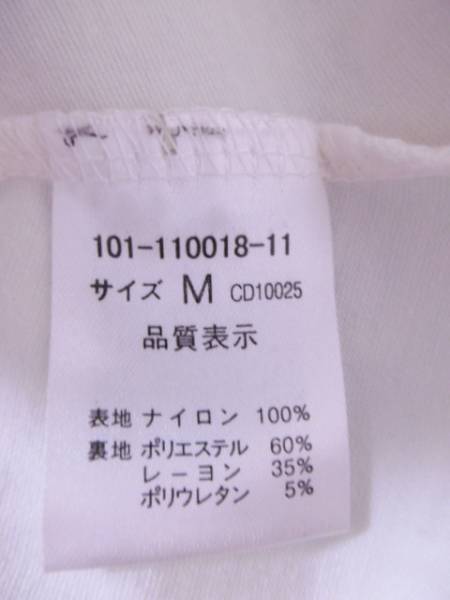 101-110018-11
サイズ M CD10025
品質表示
表地 ナイロン 100%
裏地 ポリエステル 60%
レーヨン 35%
ポリウレタン 5%